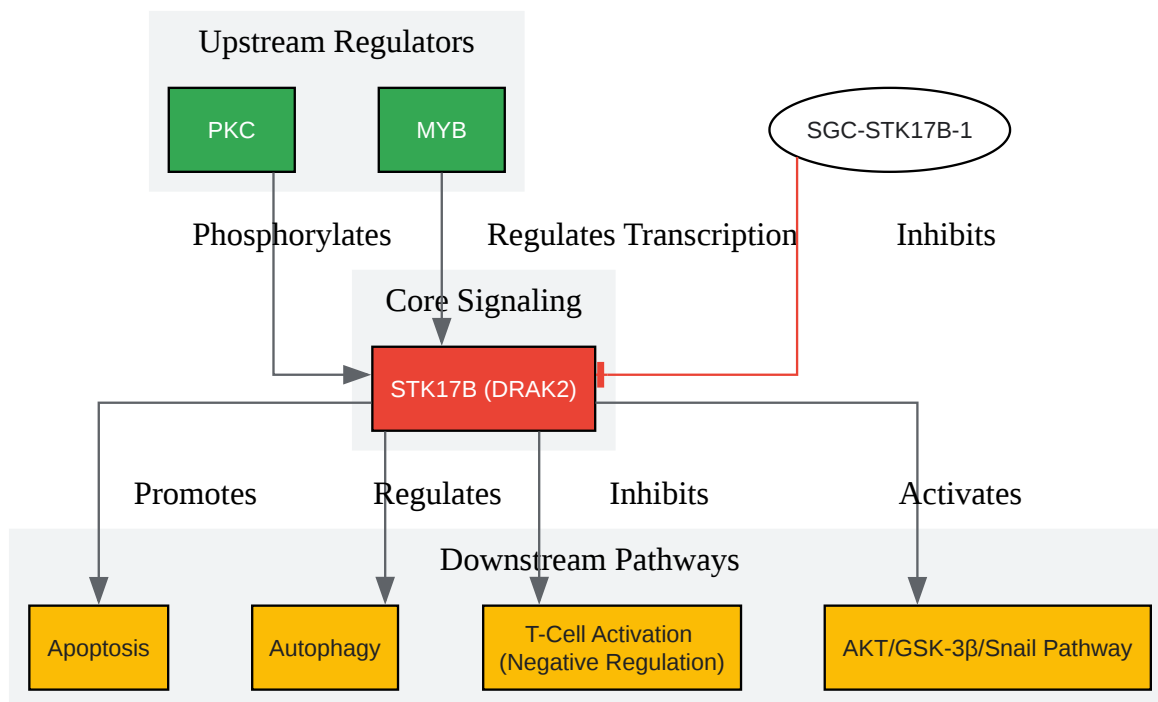 Upstream Regulators
PKC
MYB
SGC-STK17B-1
Phosphorylates
Regulates Transcription
Inhibits
Core Signaling
STK17B (DRAK2)
Promotes
Regulates
Inhibits
Activates
Downstream Pathways
Apoptosis
Autophagy
T-Cell Activation
(Negative Regulation)
AKT/GSK-3β/Snail Pathway